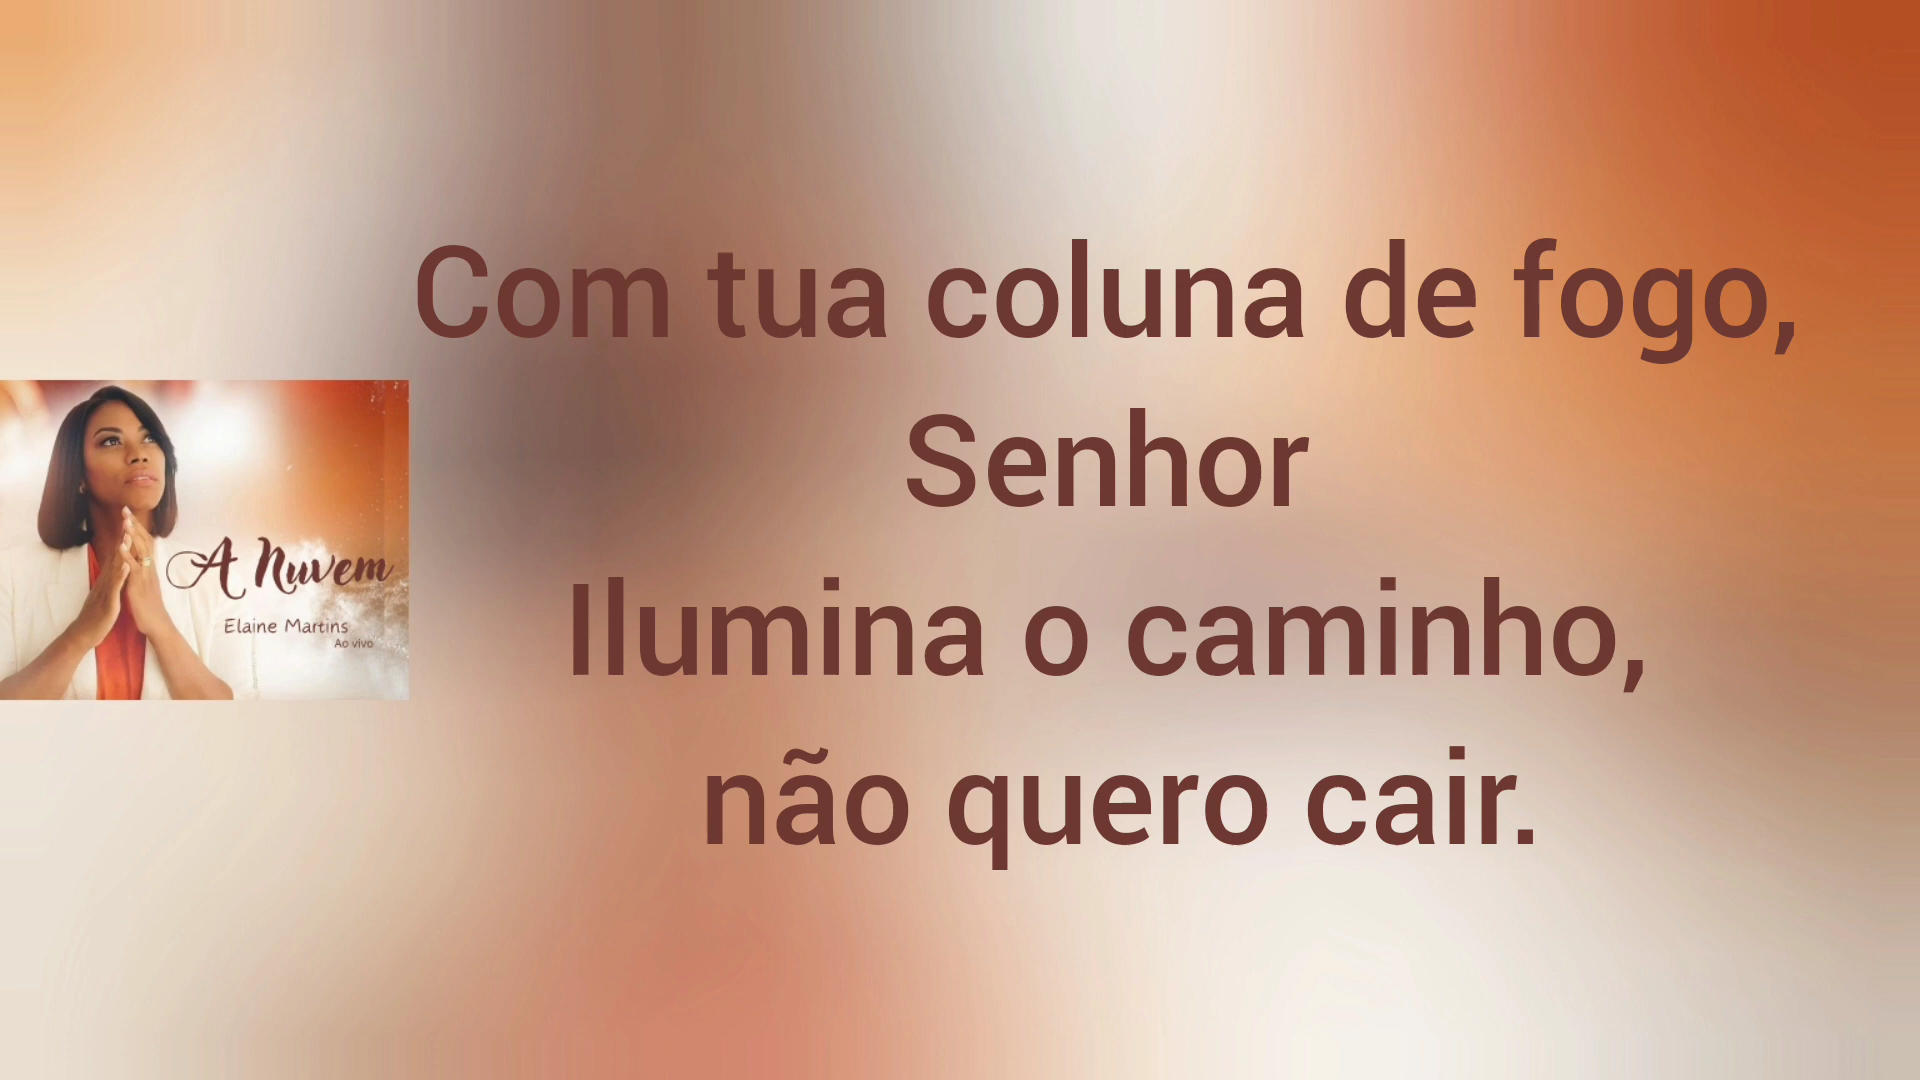 Com tua coluna de fogo,
Senhor
Ilumina o caminho,
não quero cair.
A Nuvem
Elaine Martins
Ao vivo